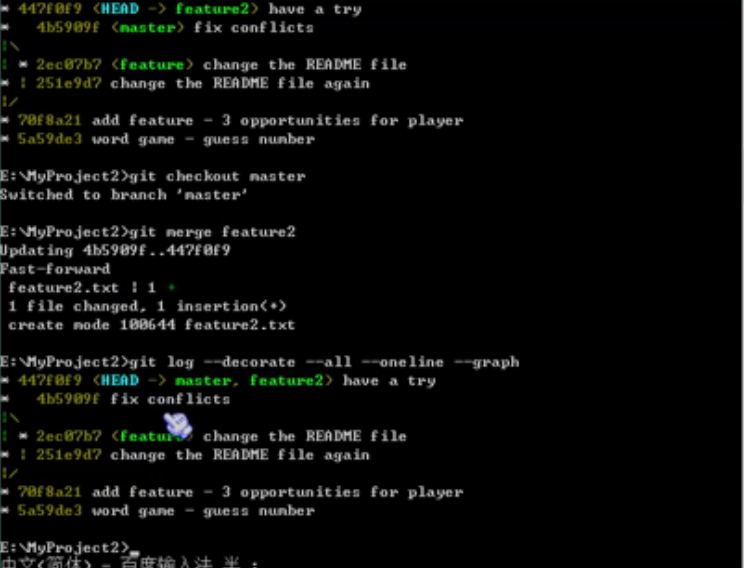 * 447f0f9 (HEAD -> feature2) have a try
*   4b5909f (master) fix conflicts
|\
| * 2ec07b7 (feature) change the README file
* | 251e9d7 change the README file again
|/
* 70f8a21 add feature - 3 opportunities for player
* 5a59de3 word game - guess number
E:\MyProject2>git checkout master
Switched to branch 'master'
E:\MyProject2>git merge feature2
Updating 4b5909f..447f0f9
Fast-forward
feature2.txt | 1 +
1 file changed, 1 insertion(+)
create mode 100644 feature2.txt
E:\MyProject2>git log --decorate --all --oneline --graph
* 447f0f9 (HEAD -> master, feature2) have a try
*   4b5909f fix conflicts
|\
| * 2ec07b7 (feature) change the README file
* | 251e9d7 change the README file again
|/
* 70f8a21 add feature - 3 opportunities for player
* 5a59de3 word game - guess number
E:\MyProject2>_
中文(简体) - 百度输入法 半 :